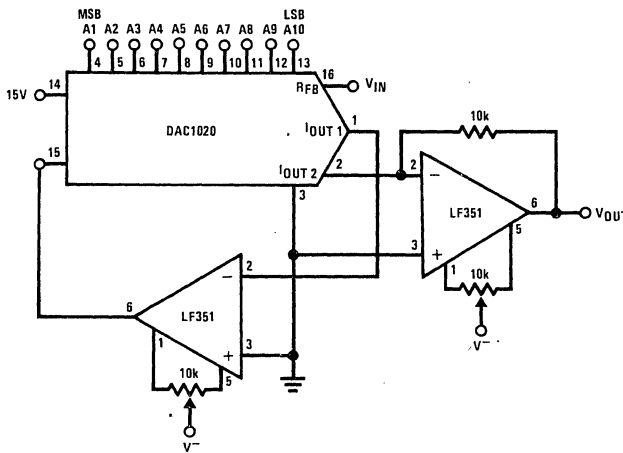 MSB LSB
A1 A2 A3 A4 A5 A6 A7 A8 A9 A10
4 5 6 7 8 9 10 11 12 13
14 16
15V RFB VIN
DAC1020
IOUT 1 1
15
IOUT 2 2
3
10k
2 −
LF351 6 VOUT
5
3 +
1 10k
V−
2 −
6
LF351
1 3 +
10k 5
V−